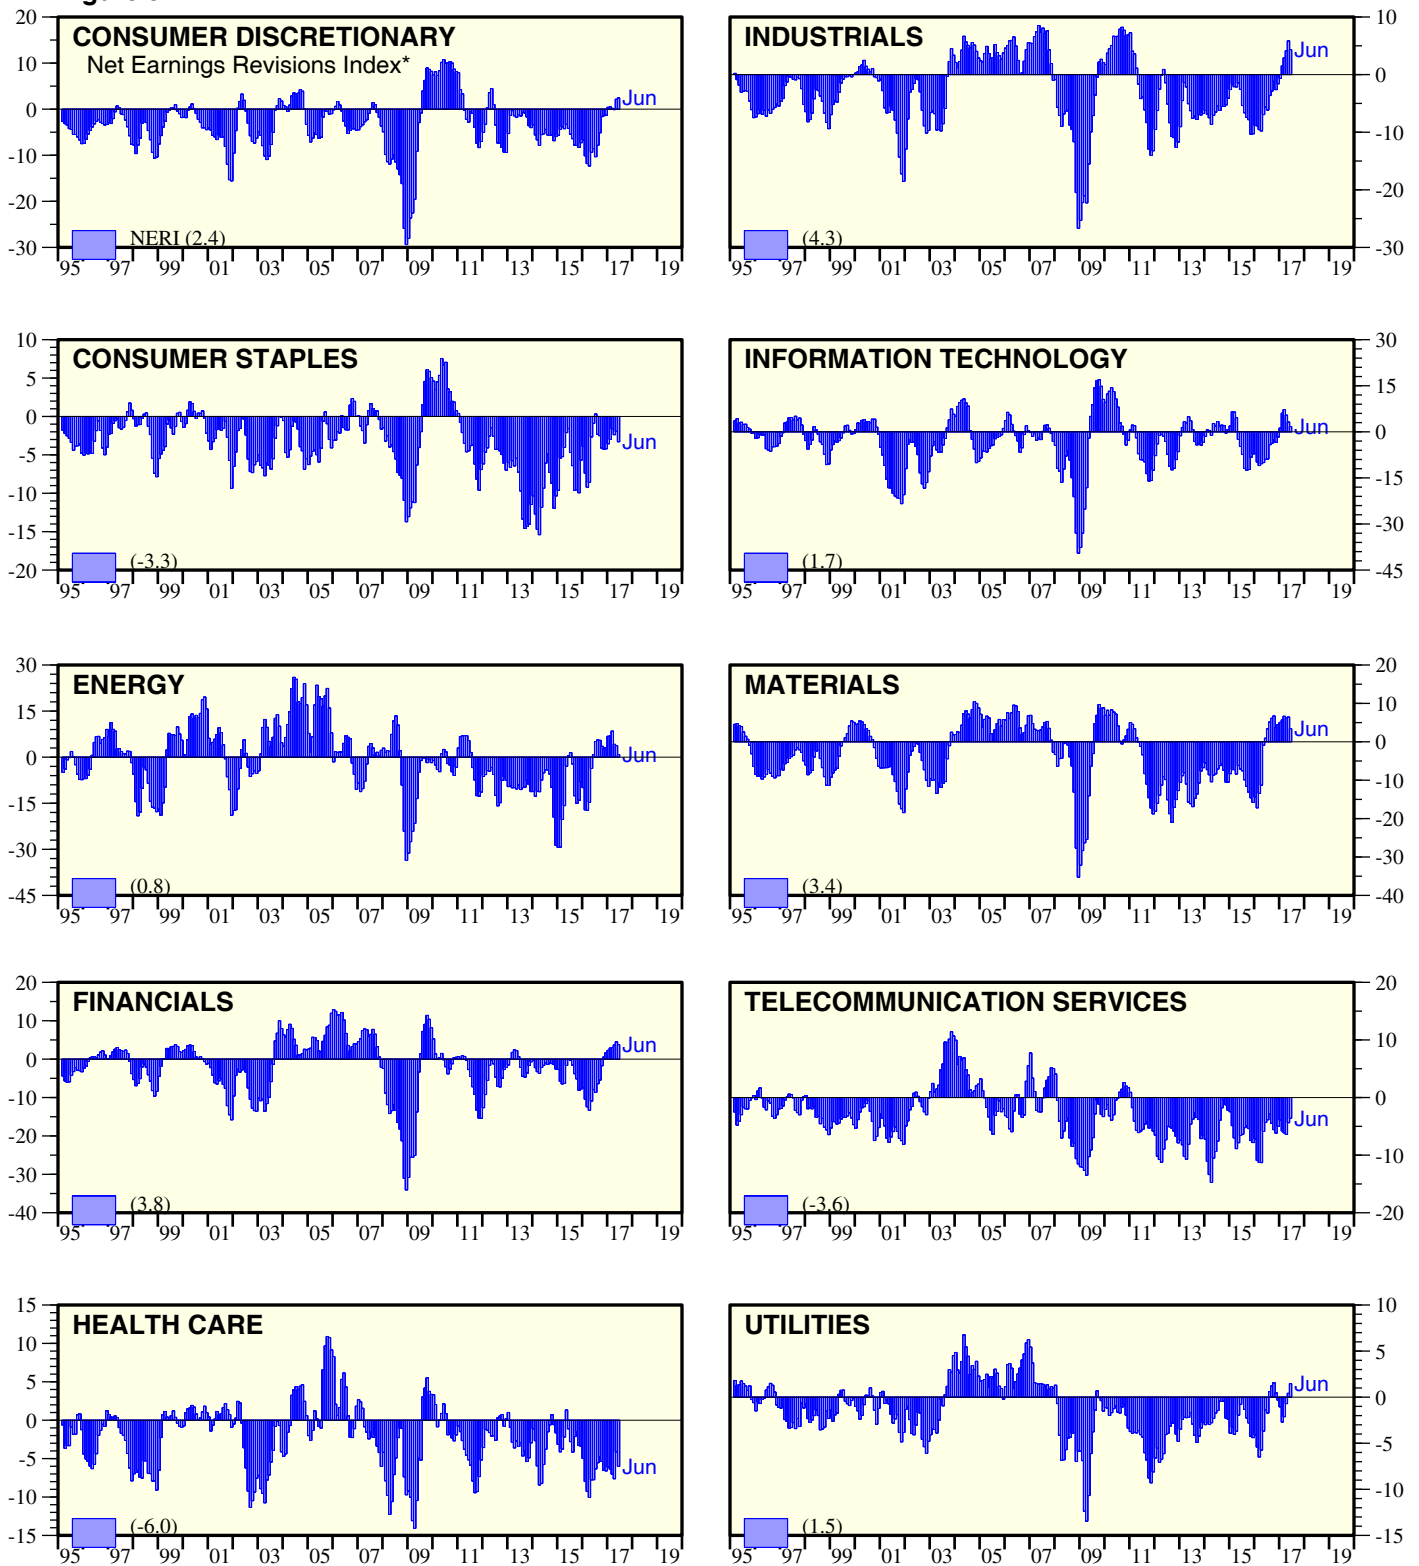 20
CONSUMER DISCRETIONARY
Net Earnings Revisions Index*
10
0
Jun
-10
-20
NERI (2.4)
-30
95 97 99 01 03 05 07 09 11 13 15 17 19
INDUSTRIALS
10
Jun
0
-10
-20
(4.3)
-30
95 97 99 01 03 05 07 09 11 13 15 17 19
10
CONSUMER STAPLES
5
0
Jun
-5
-10
-15
(-3.3)
-20
95 97 99 01 03 05 07 09 11 13 15 17 19
30
INFORMATION TECHNOLOGY
15
Jun
0
-15
-30
(1.7)
-45
95 97 99 01 03 05 07 09 11 13 15 17 19
30
ENERGY
15
0
Jun
-15
-30
(0.8)
-45
95 97 99 01 03 05 07 09 11 13 15 17 19
20
MATERIALS
10
Jun
0
-10
-20
-30
(3.4)
-40
95 97 99 01 03 05 07 09 11 13 15 17 19
20
FINANCIALS
10
Jun
0
-10
-20
-30
(3.8)
-40
95 97 99 01 03 05 07 09 11 13 15 17 19
20
TELECOMMUNICATION SERVICES
10
0
Jun
-10
(-3.6)
-20
95 97 99 01 03 05 07 09 11 13 15 17 19
15
HEALTH CARE
10
5
0
-5
Jun
-10
(-6.0)
-15
95 97 99 01 03 05 07 09 11 13 15 17 19
10
UTILITIES
5
Jun
0
-5
-10
(1.5)
-15
95 97 99 01 03 05 07 09 11 13 15 17 19